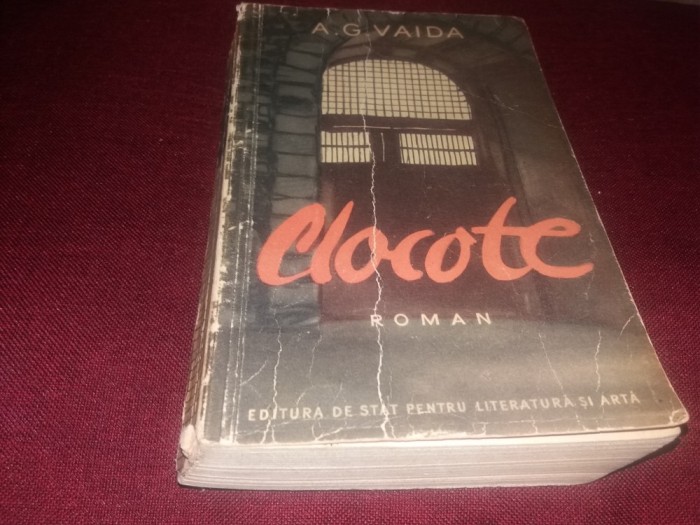 A.G.VAIDA
Clocote
ROMAN
EDITURA DE STAT PENTRU LITERATURĂ ȘI ARTĂ